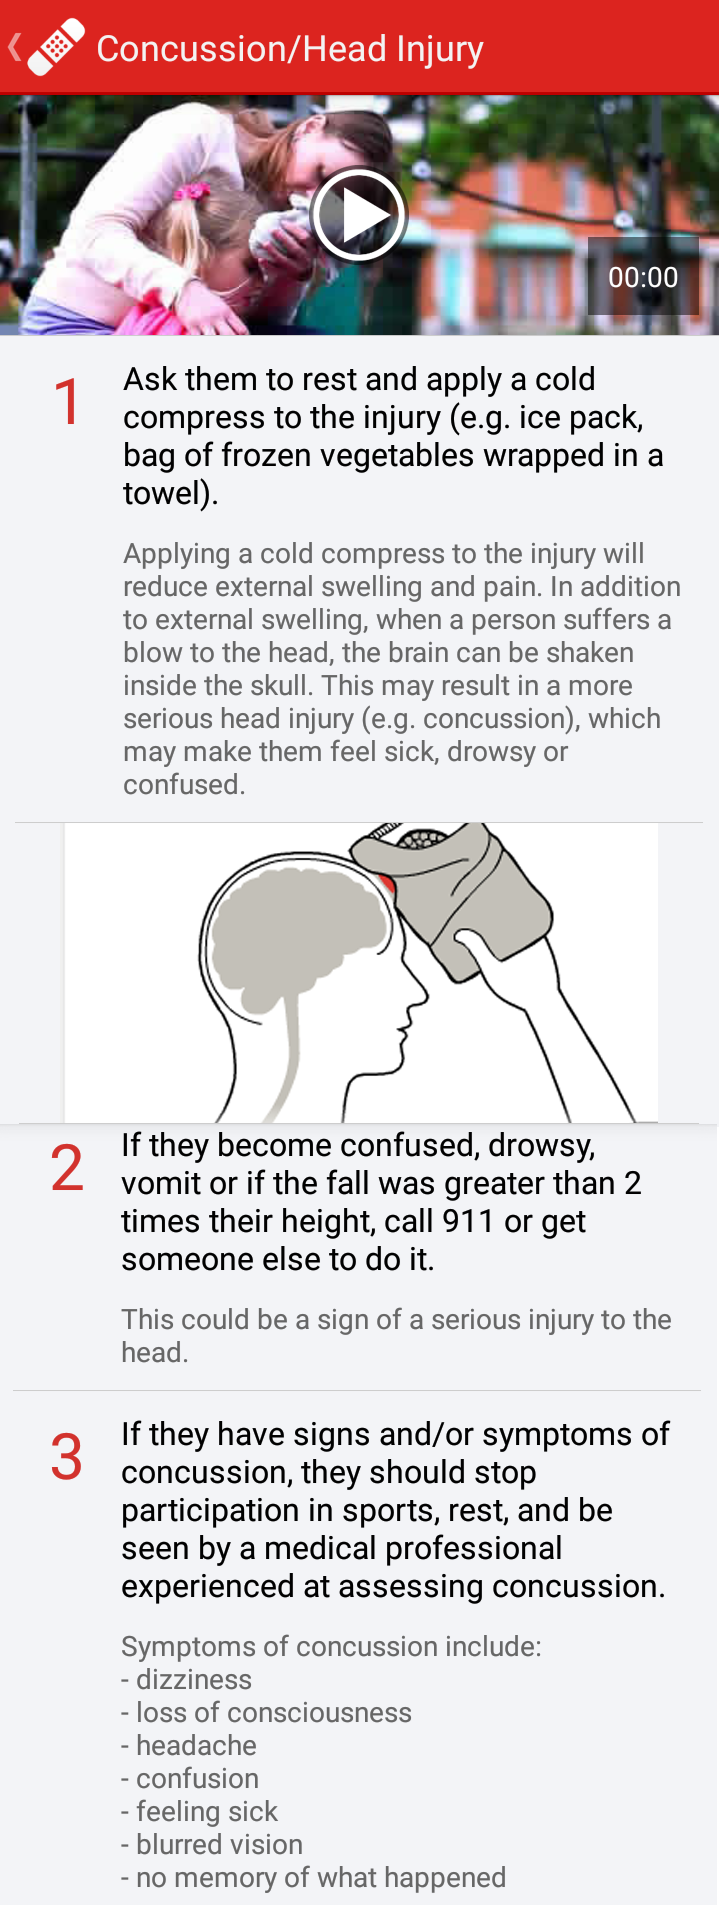 Concussion/Head Injury
00:00
1
Ask them to rest and apply a cold
compress to the injury (e.g. ice pack,
bag of frozen vegetables wrapped in a
towel).
Applying a cold compress to the injury will
reduce external swelling and pain. In addition
to external swelling, when a person suffers a
blow to the head, the brain can be shaken
inside the skull. This may result in a more
serious head injury (e.g. concussion), which
may make them feel sick, drowsy or
confused.
2
If they become confused, drowsy,
vomit or if the fall was greater than 2
times their height, call 911 or get
someone else to do it.
This could be a sign of a serious injury to the
head.
3
If they have signs and/or symptoms of
concussion, they should stop
participation in sports, rest, and be
seen by a medical professional
experienced at assessing concussion.
Symptoms of concussion include:
- dizziness
- loss of consciousness
- headache
- confusion
- feeling sick
- blurred vision
- no memory of what happened